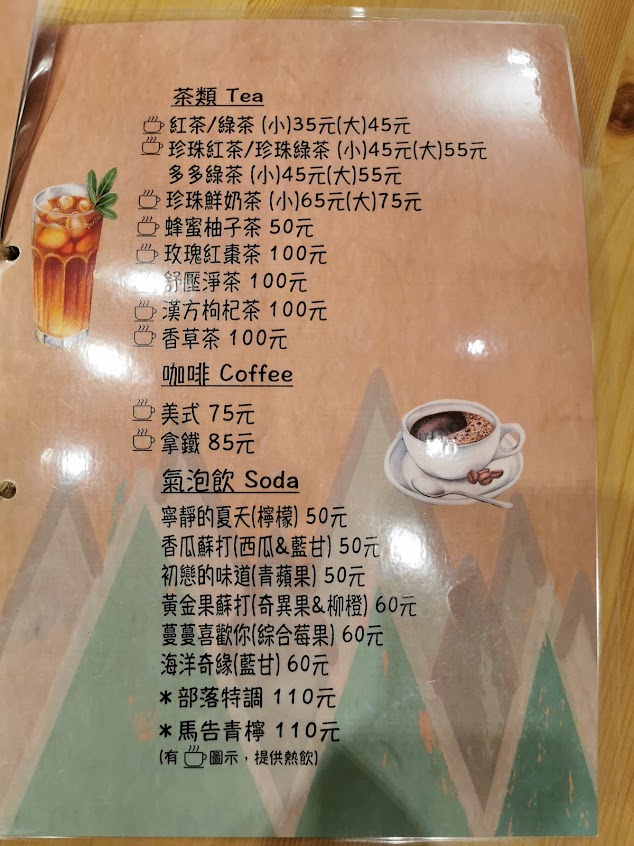 茶類 Tea
紅茶/綠茶 (小)35元(大)45元
珍珠紅茶/珍珠綠茶 (小)45元(大)55元
多多綠茶 (小)45元(大)55元
珍珠鮮奶茶 (小)65元(大)75元
蜂蜜柚子茶 50元
玫瑰紅棗茶 100元
舒壓淨茶 100元
漢方枸杞茶 100元
香草茶 100元
咖啡 Coffee
美式 75元
拿鐵 85元
氣泡飲 Soda
寧靜的夏天(檸檬) 50元
香瓜蘇打(西瓜&藍甘) 50元
初戀的味道(青蘋果) 50元
黃金果蘇打(奇異果&柳橙) 60元
蔓蔓喜歡你(綜合莓果) 60元
海洋奇緣(藍甘) 60元
*部落特調 110元
*馬告青檸 110元
(有 圖示，提供熱飲)